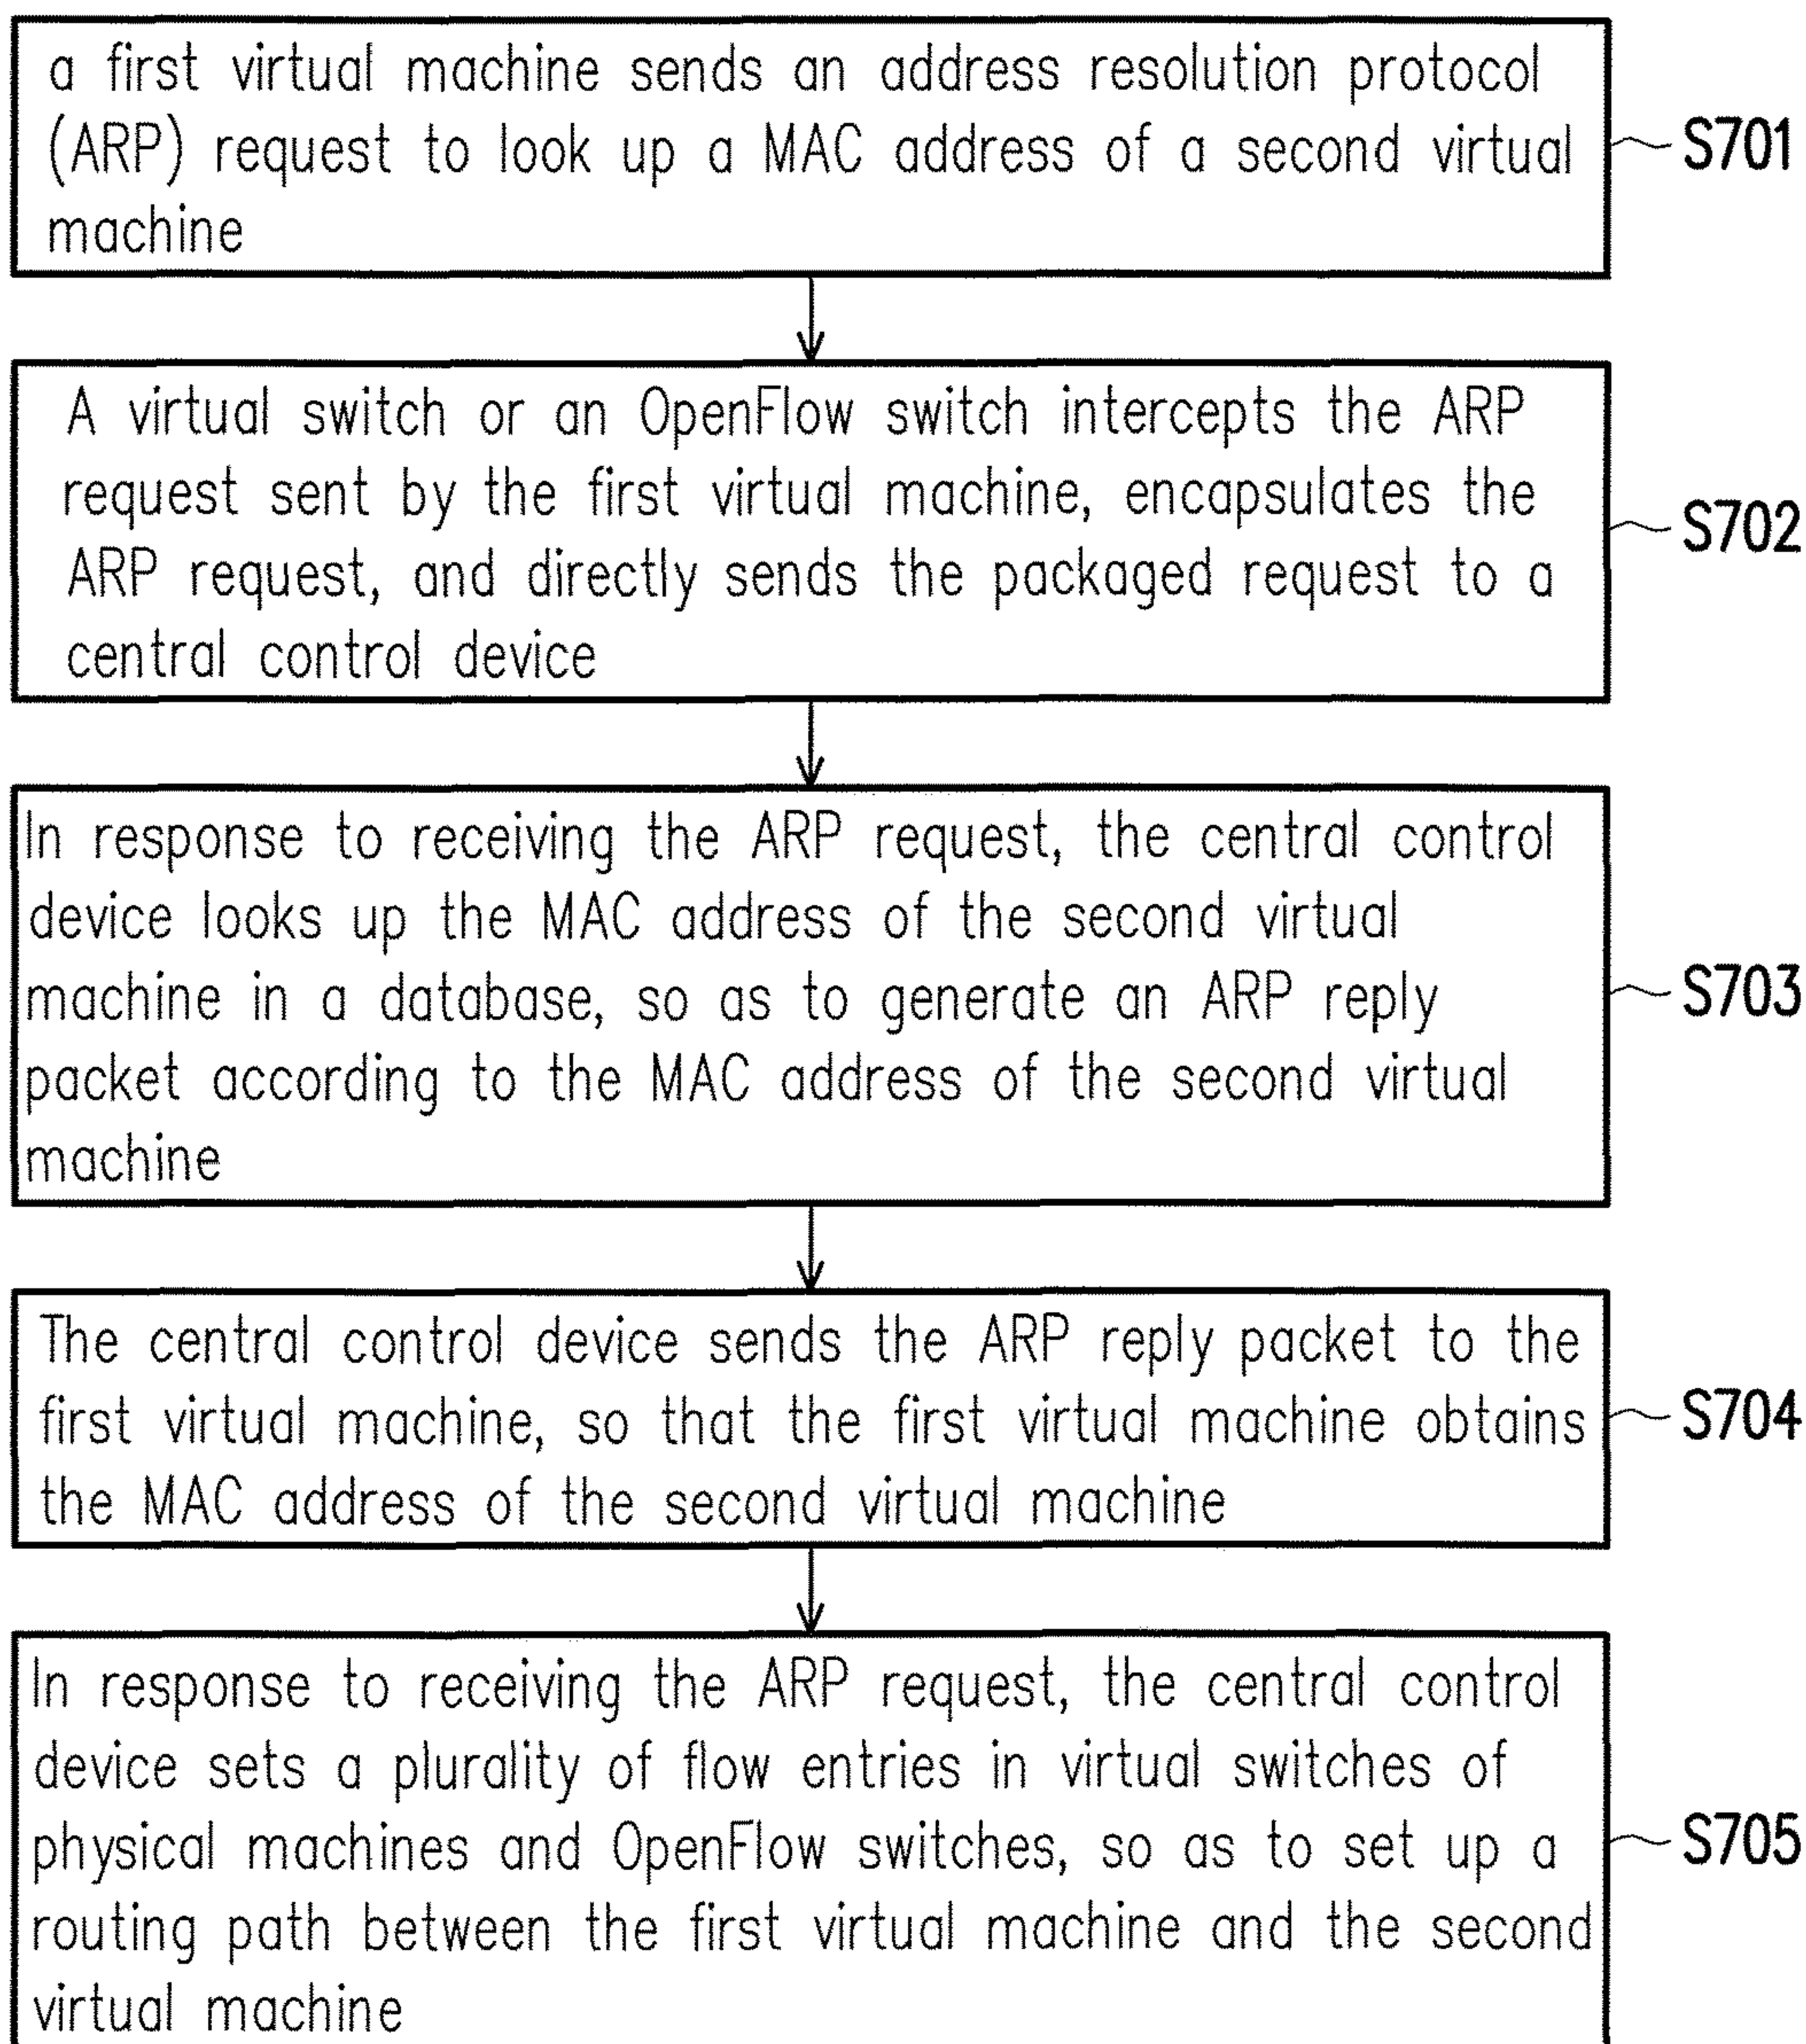 a first virtual machine sends an address resolution protocol
(ARP) request to look up a MAC address of a second virtual
machine
S701
A virtual switch or an OpenFlow switch intercepts the ARP
request sent by the first virtual machine, encapsulates the
ARP request, and directly sends the packaged request to a
central control device
S702
In response to receiving the ARP request, the central control
device looks up the MAC address of the second virtual
machine in a database, so as to generate an ARP reply
packet according to the MAC address of the second virtual
machine
S703
The central control device sends the ARP reply packet to the
first virtual machine, so that the first virtual machine obtains
the MAC address of the second virtual machine
S704
In response to receiving the ARP request, the central control
device sets a plurality of flow entries in virtual switches of
physical machines and OpenFlow switches, so as to set up a
routing path between the first virtual machine and the second
virtual machine
S705